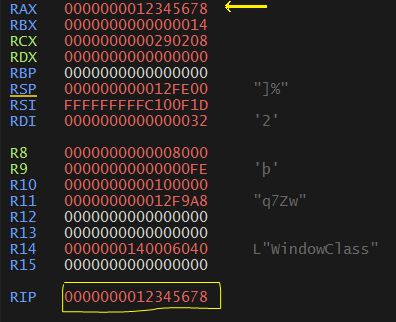 RAX 0000000012345678
RBX 0000000000000014
RCX 0000000000290208
RDX 0000000000000000
RBP 0000000000000000
RSP 000000000012FE00 "]%"
RSI FFFFFFFFFC100F1D
RDI 0000000000000032 '2'
R8 0000000000008000
R9 00000000000000FE 'þ'
R10 0000000000100000
R11 000000000012F9A8 "q7Zw"
R12 0000000000000000
R13 0000000000000000
R14 0000000140006040 L"WindowClass"
R15 0000000000000000
RIP 0000000012345678